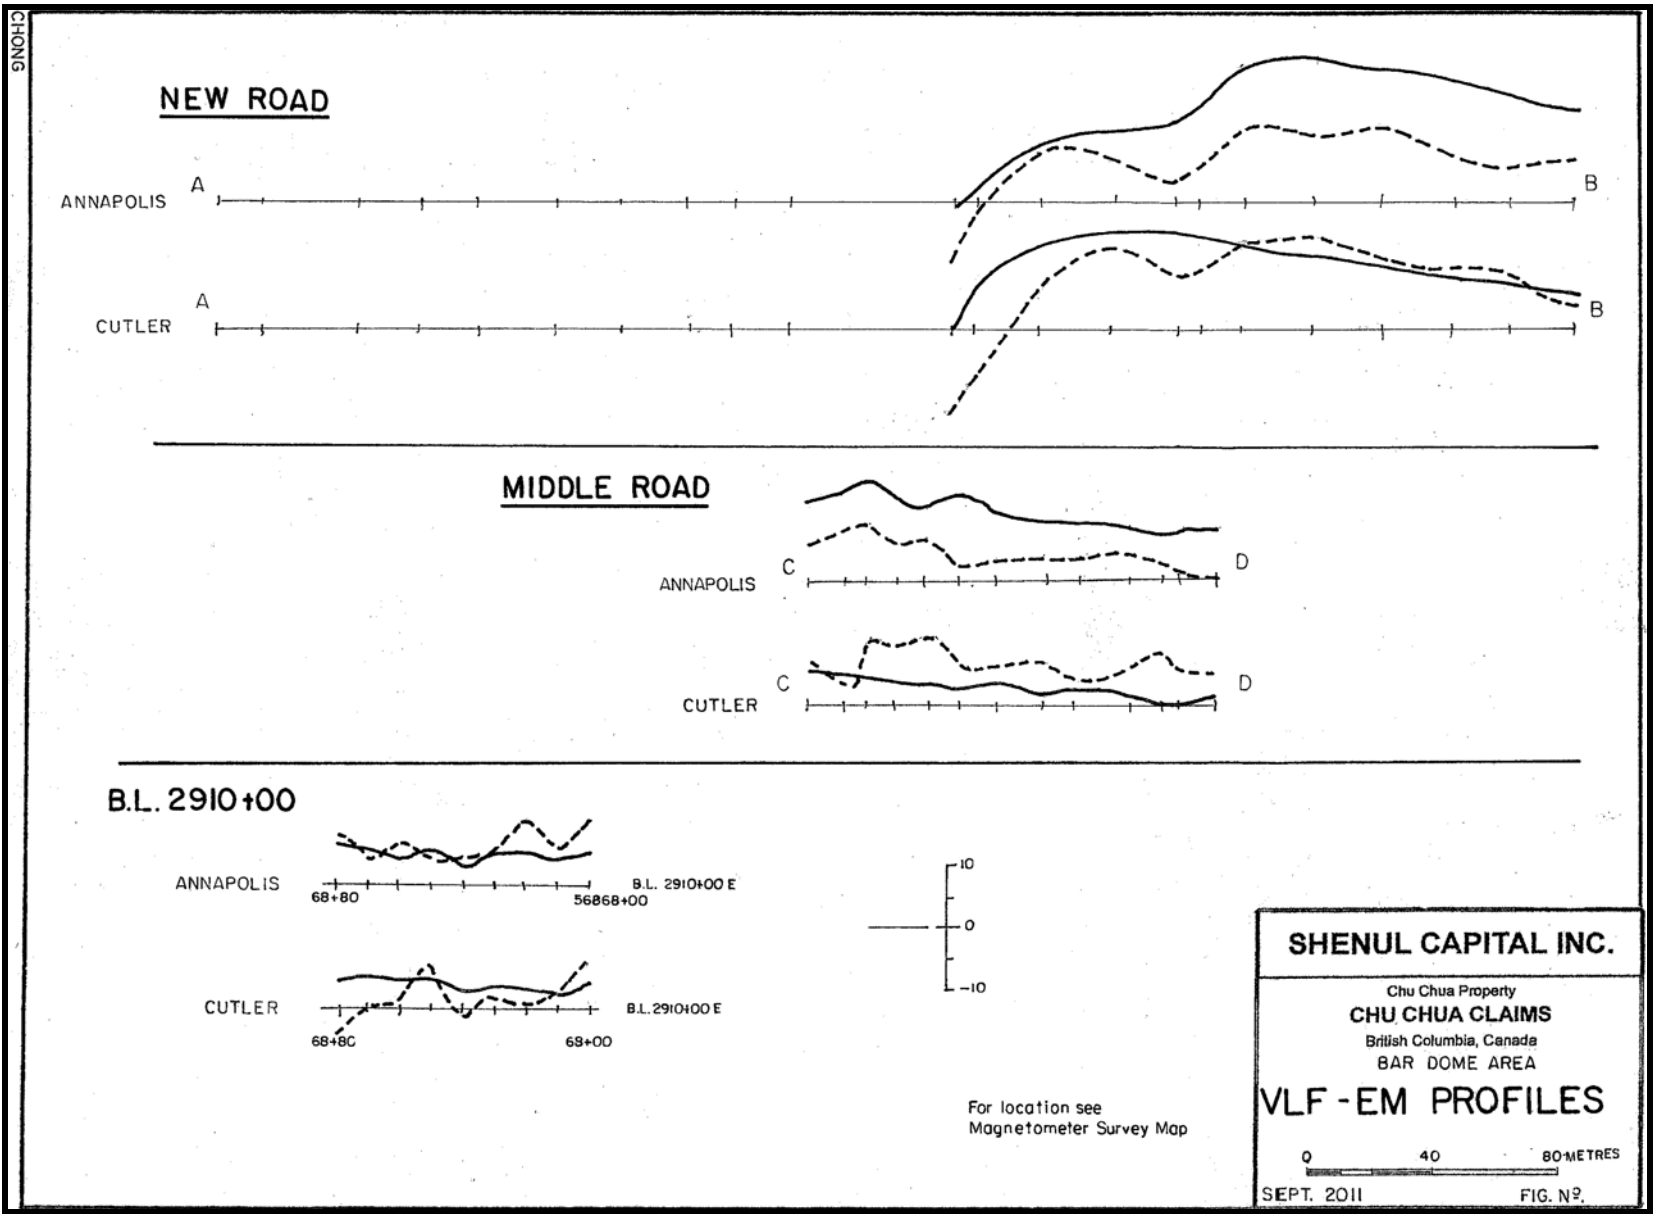 CHONG
NEW ROAD
A
ANNAPOLIS
B
A
CUTLER
B
MIDDLE ROAD
C
ANNAPOLIS
D
C
CUTLER
D
B.L. 2910+00
ANNAPOLIS
B.L. 2910+00 E
68+80
56868+00
CUTLER
B.L.2910+00 E
68+80
68+00
10
0
-10
For location see
Magnetometer Survey Map
SHENUL CAPITAL INC.
Chu Chua Property
CHU CHUA CLAIMS
British Columbia, Canada
BAR DOME AREA
VLF-EM PROFILES
0 40 80 METRES
SEPT. 2011 FIG. Nº.